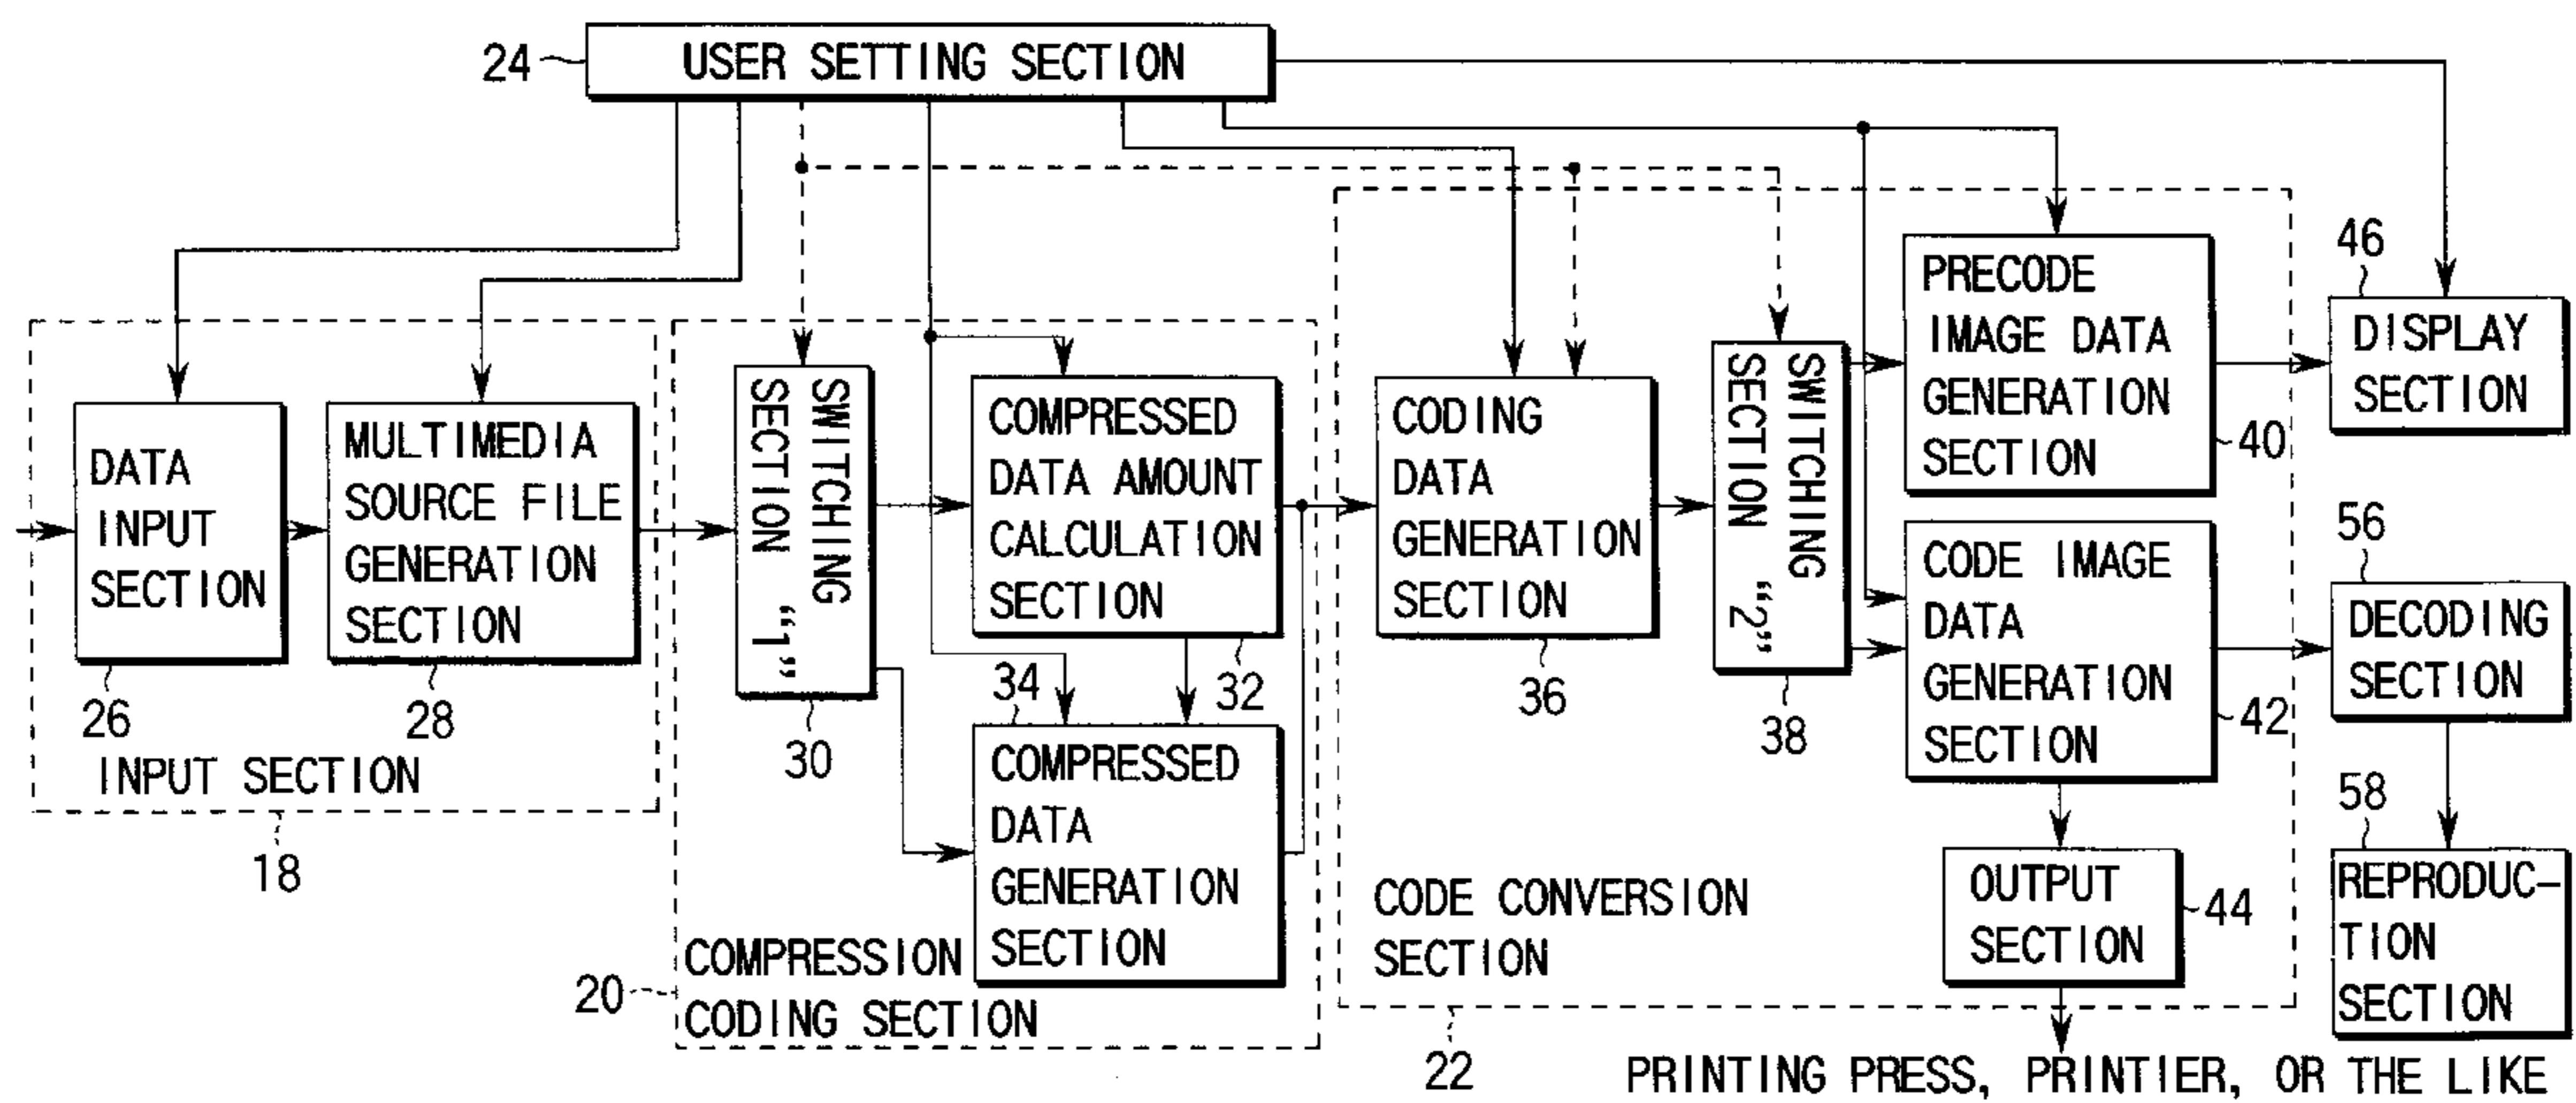 24
USER SETTING SECTION
DATA
INPUT
SECTION
26
MULTIMEDIA
SOURCE FILE
GENERATION
SECTION
28
INPUT SECTION
18
SWITCHING
SECTION “1”
30
COMPRESSED
DATA AMOUNT
CALCULATION
SECTION
32
34
COMPRESSED
DATA
GENERATION
SECTION
COMPRESSION
CODING SECTION
20
CODING
DATA
GENERATION
SECTION
36
SWITCHING
SECTION “2”
38
PRECODE
IMAGE DATA
GENERATION
SECTION
40
CODE IMAGE
DATA
GENERATION
SECTION
42
OUTPUT
SECTION
44
CODE CONVERSION
SECTION
22
46
DISPLAY
SECTION
56
DECODING
SECTION
58
REPRODUC-
TION
SECTION
PRINTING PRESS, PRINTIER, OR THE LIKE